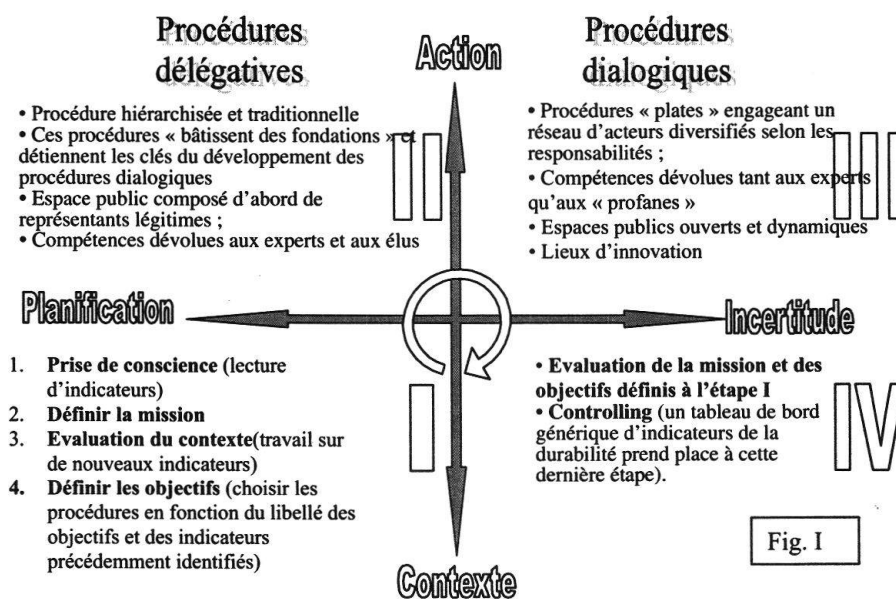 Procédures
délégatives
Action
Procédures
dialogiques
• Procédure hiérarchisée et traditionnelle
• Ces procédures « bâtissent des fondations » et
détiennent les clés du développement des
procédures dialogiques
• Espace public composé d'abord de
représentants légitimes ;
• Compétences dévolues aux experts et aux élus
II
• Procédures « plates » engageant un
réseau d'acteurs diversifiés selon les
responsabilités ;
• Compétences dévolues tant aux experts
qu'aux « profanes »
• Espaces publics ouverts et dynamiques
• Lieux d'innovation
III
Planification
Incertitude
1. Prise de conscience (lecture
d'indicateurs)
2. Définir la mission
3. Evaluation du contexte(travail sur
de nouveaux indicateurs)
4. Définir les objectifs (choisir les
procédures en fonction du libellé des
objectifs et des indicateurs
précédemment identifiés)
I
• Evaluation de la mission et des
objectifs définis à l'étape I
• Controlling (un tableau de bord
générique d'indicateurs de la
durabilité prend place à cette
dernière étape).
IV
Fig. I
Contexte